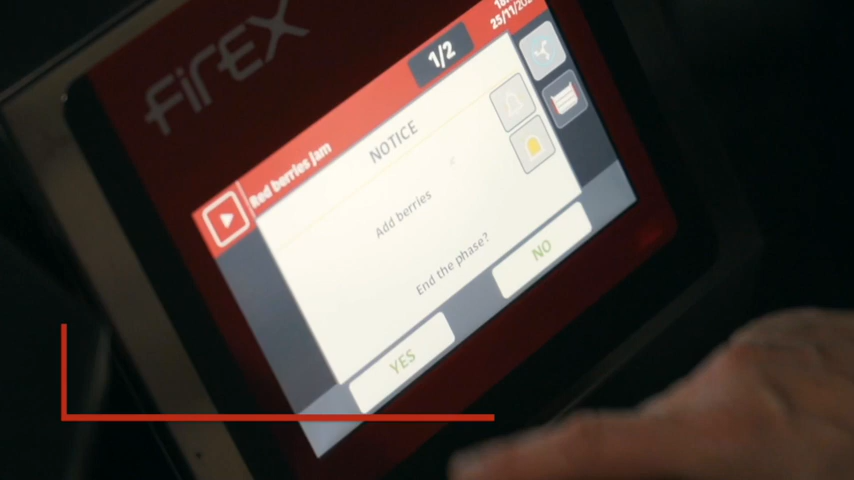 FIREX
1/2
25/11/20
Red berries jam
NOTICE
Add berries
End the phase?
NO
YES